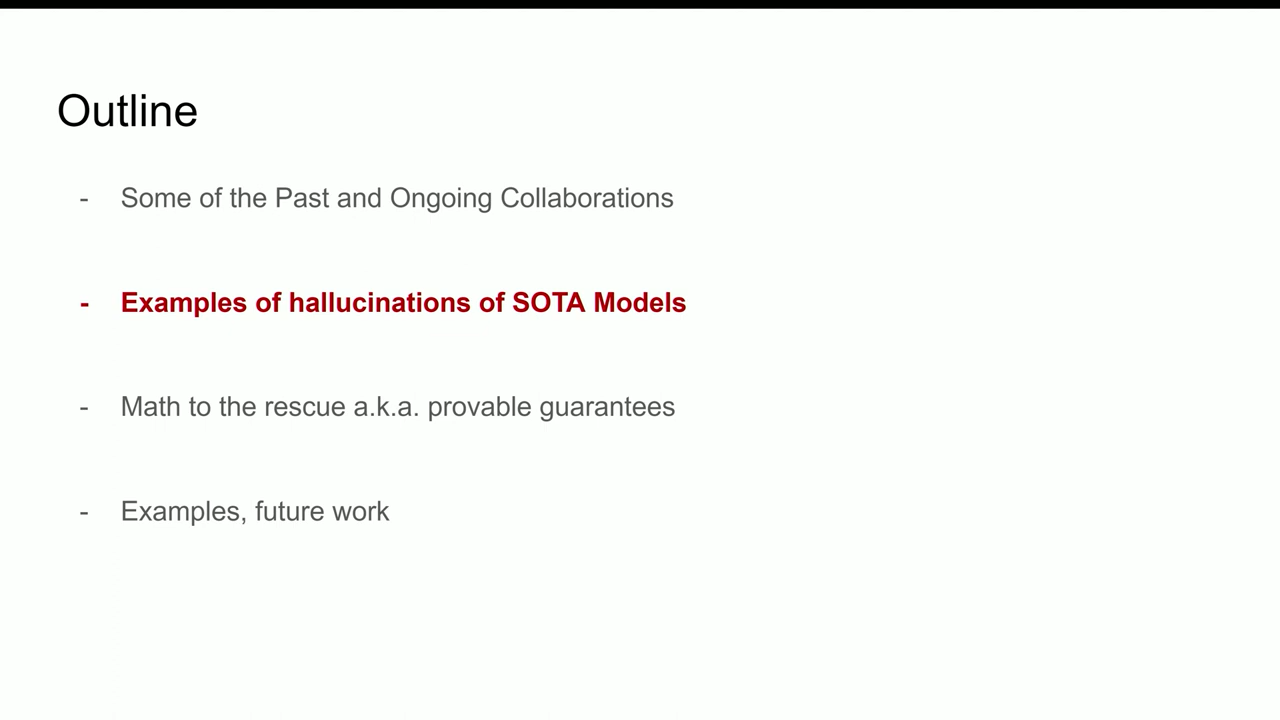 Outline
- Some of the Past and Ongoing Collaborations
- Examples of hallucinations of SOTA Models
- Math to the rescue a.k.a. provable guarantees
- Examples, future work